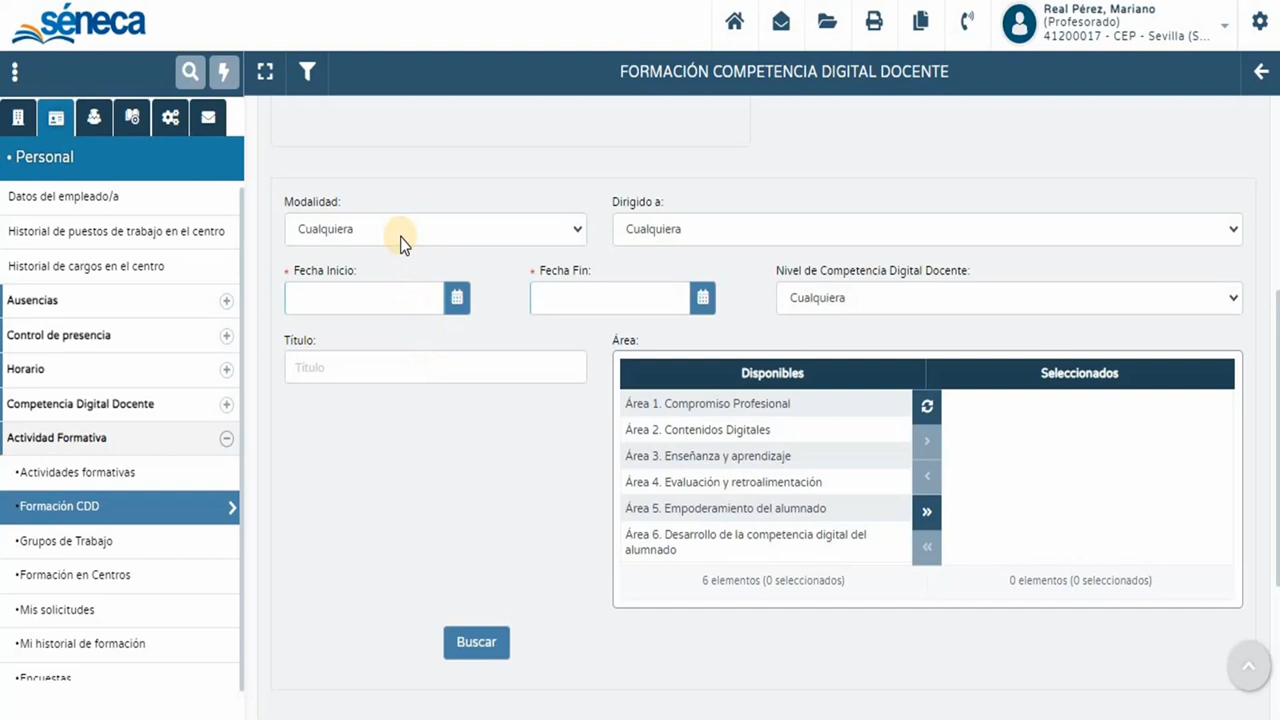 séneca
Real Pérez, Mariano
(Profesorado)
41200017 - CEP - Sevilla (S...
FORMACIÓN COMPETENCIA DIGITAL DOCENTE
• Personal
Datos del empleado/a
Historial de puestos de trabajo en el centro
Historial de cargos en el centro
Ausencias
Control de presencia
Horario
Competencia Digital Docente
Actividad Formativa
•Actividades formativas
•Formación CDD
•Grupos de Trabajo
•Formación en Centros
•Mis solicitudes
•Mi historial de formación
•Encuestas
Modalidad:
Cualquiera
Dirigido a:
Cualquiera
* Fecha Inicio:
* Fecha Fin:
Nivel de Competencia Digital Docente:
Cualquiera
Título:
Título
Área:
Disponibles
Seleccionados
Área 1. Compromiso Profesional
Área 2. Contenidos Digitales
Área 3. Enseñanza y aprendizaje
Área 4. Evaluación y retroalimentación
Área 5. Empoderamiento del alumnado
Área 6. Desarrollo de la competencia digital del
alumnado
6 elementos (0 seleccionados)
0 elementos (0 seleccionados)
Buscar